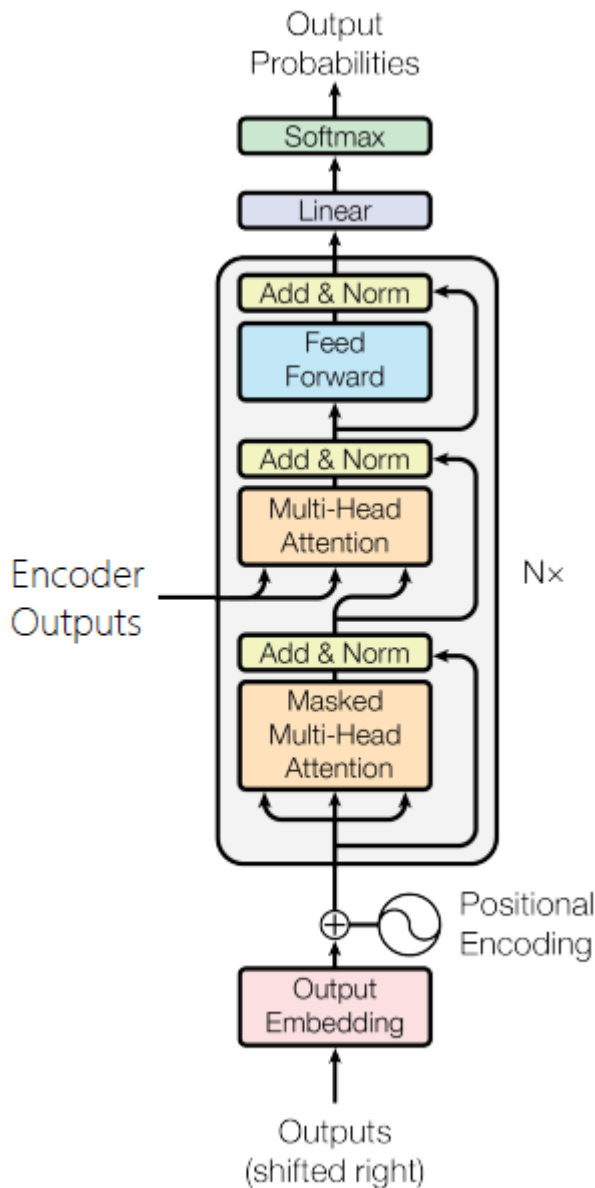 Output
Probabilities
Softmax
Linear
Add & Norm
Feed
Forward
Add & Norm
Multi-Head
Attention
Encoder
Outputs
N×
Add & Norm
Masked
Multi-Head
Attention
Positional
Encoding
Output
Embedding
Outputs
(shifted right)